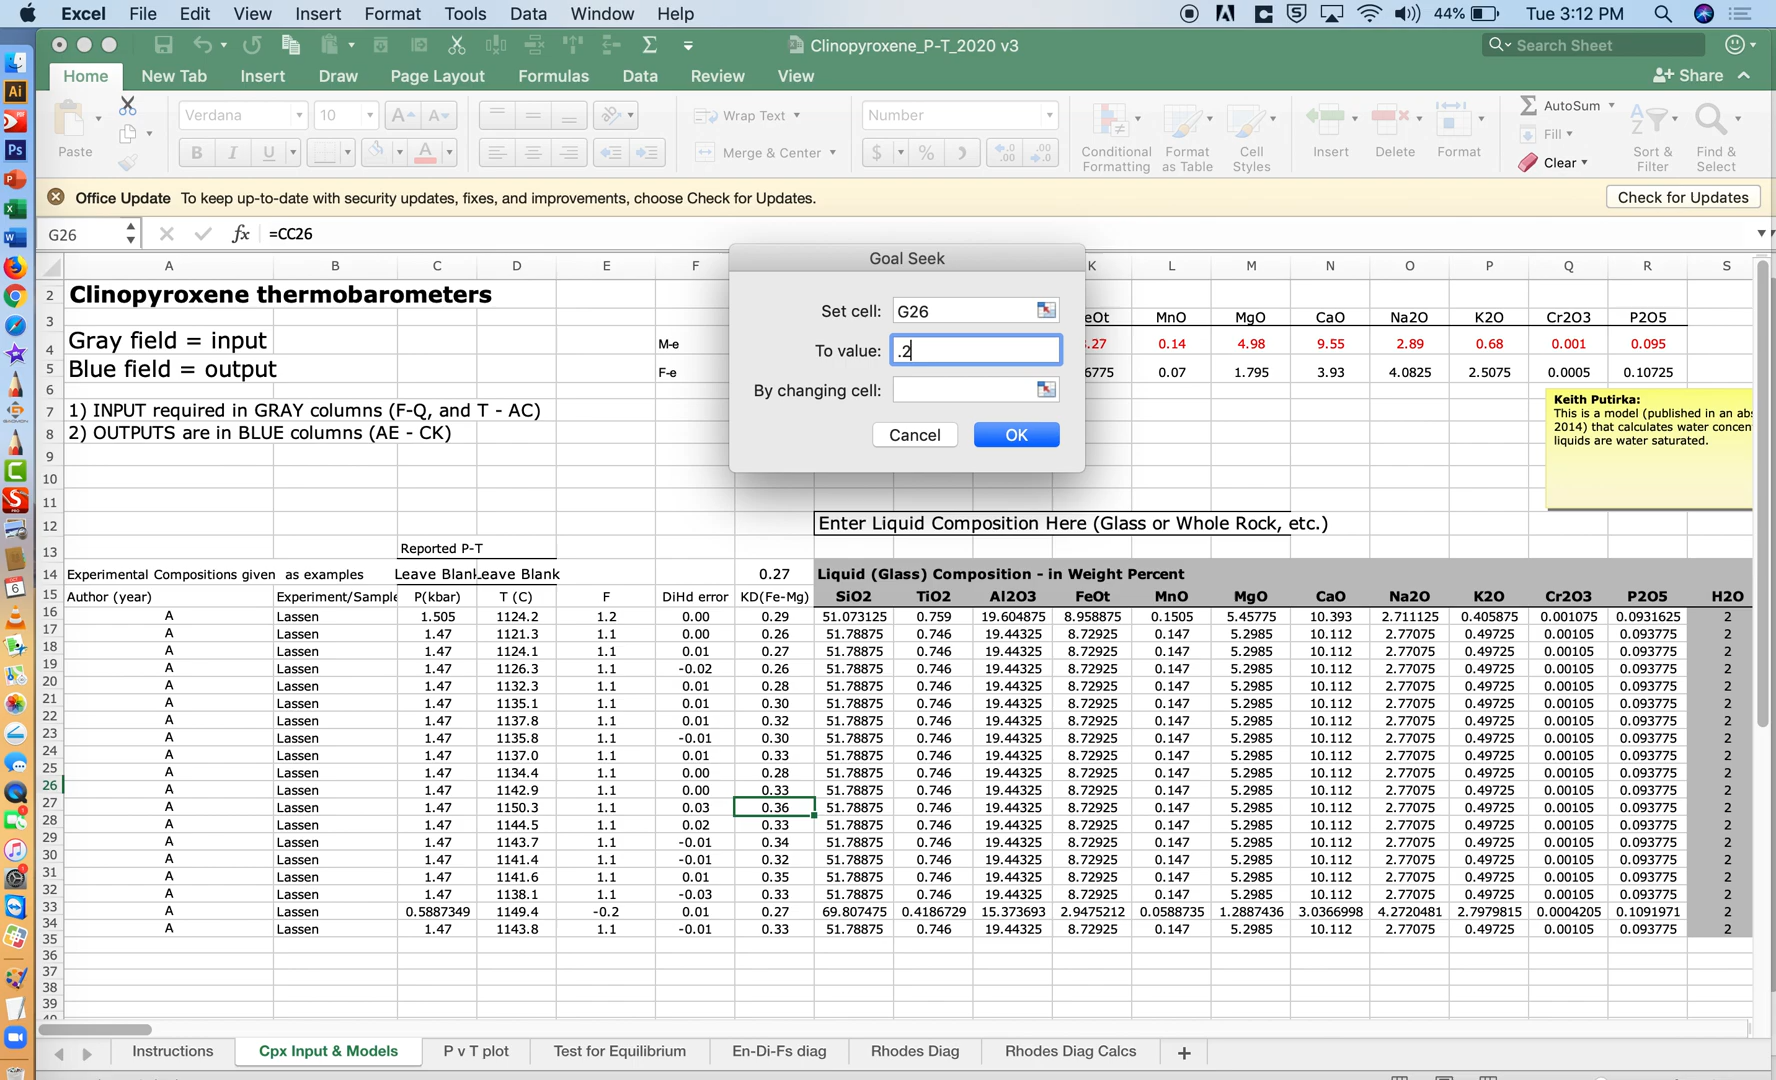 Excel File Edit View Insert Format Tools Data Window Help 44% Tue 3:12 PM
Clinopyroxene_P-T_2020 v3
Search Sheet
Home New Tab Insert Draw Page Layout Formulas Data Review View Share
Verdana 10 Wrap Text Number AutoSum
Fill
Paste B I U A Merge & Center $ % Conditional Formatting Format as Table Cell Styles Insert Delete Format Clear Sort & Filter Find & Select
Office Update To keep up-to-date with security updates, fixes, and improvements, choose Check for Updates. Check for Updates
G26 fx =CC26
Goal Seek
Set cell: G26
To value: .2
By changing cell:
Cancel OK
A B C D E F K L M N O P Q R S
2 Clinopyroxene thermobarometers
3 eOt MnO MgO CaO Na2O K2O Cr2O3 P2O5
4 Gray field = input M-e .27 0.14 4.98 9.55 2.89 0.68 0.001 0.095
5 Blue field = output F-e 6775 0.07 1.795 3.93 4.0825 2.5075 0.0005 0.10725
6
7 1) INPUT required in GRAY columns (F-Q, and T - AC)
8 2) OUTPUTS are in BLUE columns (AE - CK)
Keith Putirka:
This is a model (published in an abs
2014) that calculates water concen
liquids are water saturated.
9
10
11
12 Enter Liquid Composition Here (Glass or Whole Rock, etc.)
13 Reported P-T
14 Experimental Compositions given as examples Leave Blank Leave Blank 0.27 Liquid (Glass) Composition - in Weight Percent
15 Author (year) Experiment/Sample P(kbar) T (C) F DiHd error KD(Fe-Mg) SiO2 TiO2 Al2O3 FeOt MnO MgO CaO Na2O K2O Cr2O3 P2O5 H2O
16 A Lassen 1.505 1124.2 1.2 0.00 0.29 51.073125 0.759 19.604875 8.958875 0.1505 5.45775 10.393 2.711125 0.405875 0.001075 0.0931625 2
17 A Lassen 1.47 1121.3 1.1 0.00 0.26 51.78875 0.746 19.44325 8.72925 0.147 5.2985 10.112 2.77075 0.49725 0.00105 0.093775 2
18 A Lassen 1.47 1124.1 1.1 0.01 0.27 51.78875 0.746 19.44325 8.72925 0.147 5.2985 10.112 2.77075 0.49725 0.00105 0.093775 2
19 A Lassen 1.47 1126.3 1.1 -0.02 0.26 51.78875 0.746 19.44325 8.72925 0.147 5.2985 10.112 2.77075 0.49725 0.00105 0.093775 2
20 A Lassen 1.47 1132.3 1.1 0.01 0.28 51.78875 0.746 19.44325 8.72925 0.147 5.2985 10.112 2.77075 0.49725 0.00105 0.093775 2
21 A Lassen 1.47 1135.1 1.1 0.01 0.30 51.78875 0.746 19.44325 8.72925 0.147 5.2985 10.112 2.77075 0.49725 0.00105 0.093775 2
22 A Lassen 1.47 1137.8 1.1 0.01 0.32 51.78875 0.746 19.44325 8.72925 0.147 5.2985 10.112 2.77075 0.49725 0.00105 0.093775 2
23 A Lassen 1.47 1135.8 1.1 -0.01 0.30 51.78875 0.746 19.44325 8.72925 0.147 5.2985 10.112 2.77075 0.49725 0.00105 0.093775 2
24 A Lassen 1.47 1137.0 1.1 0.01 0.33 51.78875 0.746 19.44325 8.72925 0.147 5.2985 10.112 2.77075 0.49725 0.00105 0.093775 2
25 A Lassen 1.47 1134.4 1.1 0.00 0.28 51.78875 0.746 19.44325 8.72925 0.147 5.2985 10.112 2.77075 0.49725 0.00105 0.093775 2
26 A Lassen 1.47 1142.9 1.1 0.00 0.33 51.78875 0.746 19.44325 8.72925 0.147 5.2985 10.112 2.77075 0.49725 0.00105 0.093775 2
27 A Lassen 1.47 1150.3 1.1 0.03 0.36 51.78875 0.746 19.44325 8.72925 0.147 5.2985 10.112 2.77075 0.49725 0.00105 0.093775 2
28 A Lassen 1.47 1144.5 1.1 0.02 0.33 51.78875 0.746 19.44325 8.72925 0.147 5.2985 10.112 2.77075 0.49725 0.00105 0.093775 2
29 A Lassen 1.47 1143.7 1.1 -0.01 0.34 51.78875 0.746 19.44325 8.72925 0.147 5.2985 10.112 2.77075 0.49725 0.00105 0.093775 2
30 A Lassen 1.47 1141.4 1.1 -0.01 0.32 51.78875 0.746 19.44325 8.72925 0.147 5.2985 10.112 2.77075 0.49725 0.00105 0.093775 2
31 A Lassen 1.47 1141.6 1.1 0.01 0.35 51.78875 0.746 19.44325 8.72925 0.147 5.2985 10.112 2.77075 0.49725 0.00105 0.093775 2
32 A Lassen 1.47 1138.1 1.1 -0.03 0.33 51.78875 0.746 19.44325 8.72925 0.147 5.2985 10.112 2.77075 0.49725 0.00105 0.093775 2
33 A Lassen 0.5887349 1149.4 -0.2 0.01 0.27 69.807475 0.4186729 15.373693 2.9475212 0.0588735 1.2887436 3.0366998 4.2720481 2.7979815 0.0004205 0.1091971 2
34 A Lassen 1.47 1143.8 1.1 -0.01 0.33 51.78875 0.746 19.44325 8.72925 0.147 5.2985 10.112 2.77075 0.49725 0.00105 0.093775 2
35
36
37
38
39
Instructions Cpx Input & Models P v T plot Test for Equilibrium En-Di-Fs diag Rhodes Diag Rhodes Diag Calcs +